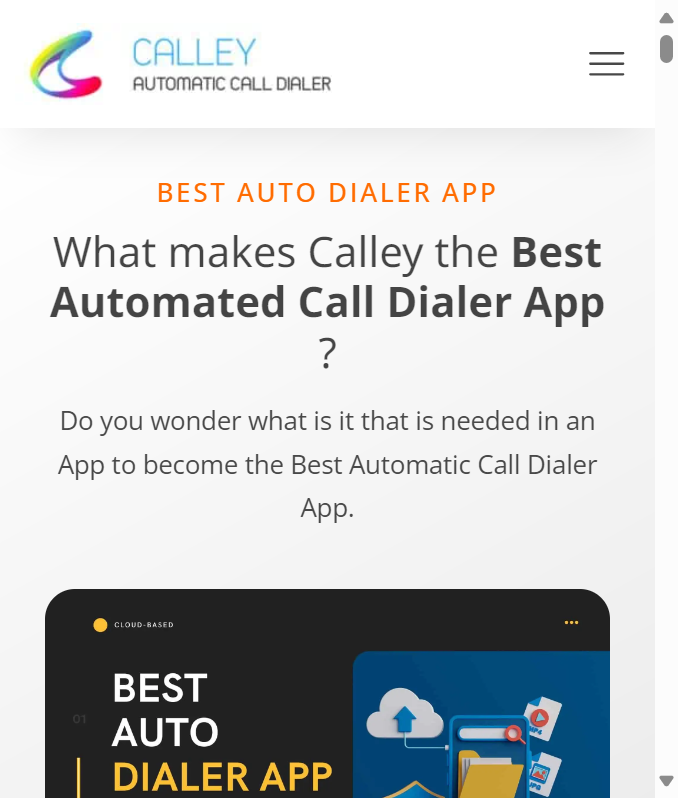 CALLEY
AUTOMATIC CALL DIALER
BEST AUTO DIALER APP
What makes Calley the Best
Automated Call Dialer App
?
Do you wonder what is it that is needed in an
App to become the Best Automatic Call Dialer
App.
CLOUD-BASED
BEST
01
AUTO
DIALER APP